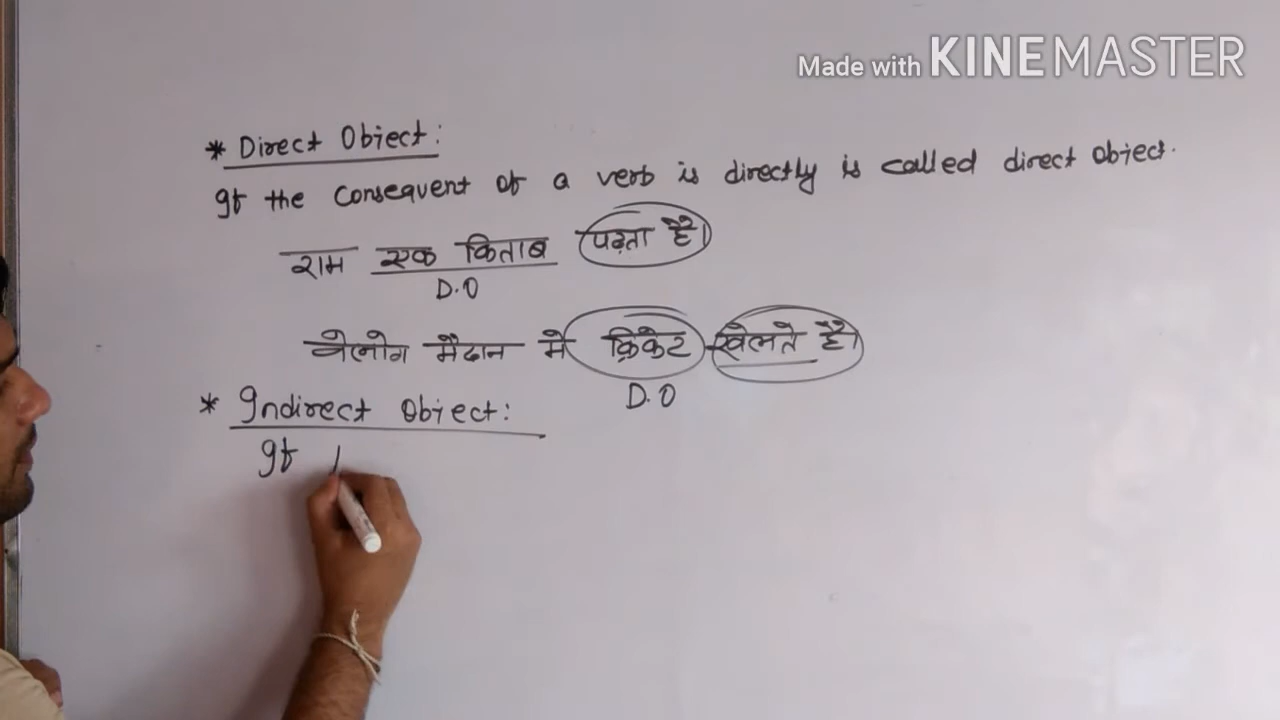 Made with KINEMASTER
* Direct Object:
If the consequent of a verb is directly is called direct object.
राम एक किताब पढ़ता है।
D.O
वेलोग मैदान में क्रिकेट खेलते है।
D.O
* Indirect Object:
If